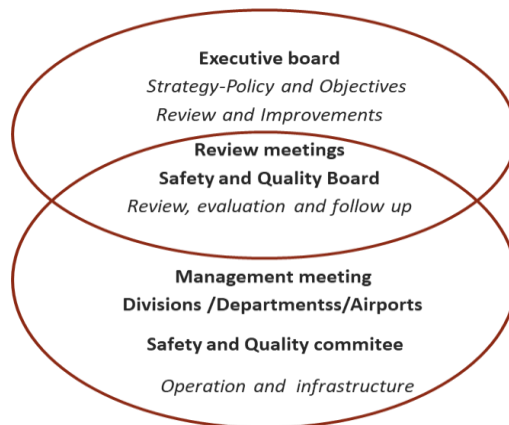 Executive board
Strategy-Policy and Objectives
Review and Improvements
Review meetings
Safety and Quality Board
Review, evaluation and follow up
Management meeting
Divisions /Departmentss/Airports
Safety and Quality commitee
Operation and infrastructure